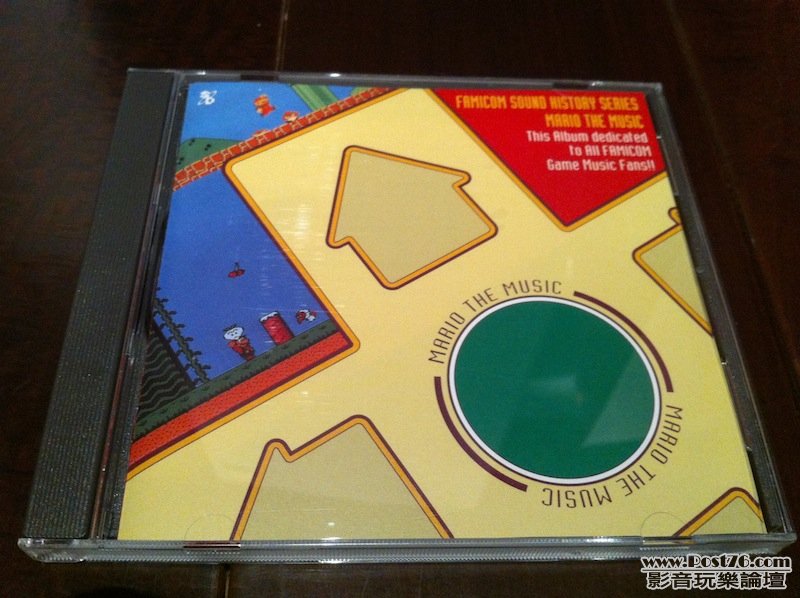 FAMICOM SOUND HISTORY SERIES
MARIO THE MUSIC
This Album dedicated
to All FAMICOM
Game Music Fans!!
MARIO THE MUSIC
MARIO THE MUSIC
www.Post76.com
影音玩樂論壇